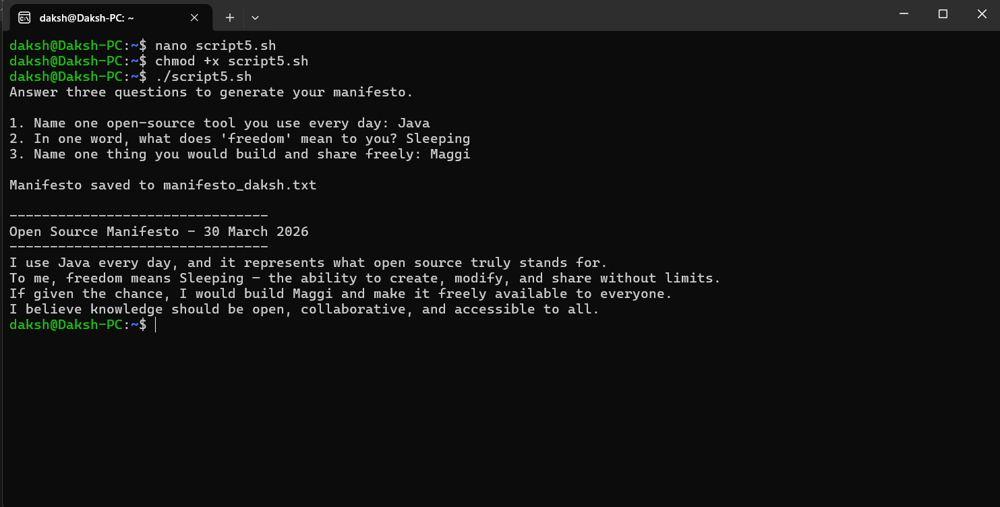 daksh@Daksh-PC: ~
daksh@Daksh-PC:~$ nano script5.sh
daksh@Daksh-PC:~$ chmod +x script5.sh
daksh@Daksh-PC:~$ ./script5.sh
Answer three questions to generate your manifesto.
1. Name one open-source tool you use every day: Java
2. In one word, what does 'freedom' mean to you? Sleeping
3. Name one thing you would build and share freely: Maggi
Manifesto saved to manifesto_daksh.txt
--------------------------------
Open Source Manifesto - 30 March 2026
--------------------------------
I use Java every day, and it represents what open source truly stands for.
To me, freedom means Sleeping — the ability to create, modify, and share without limits.
If given the chance, I would build Maggi and make it freely available to everyone.
I believe knowledge should be open, collaborative, and accessible to all.
daksh@Daksh-PC:~$